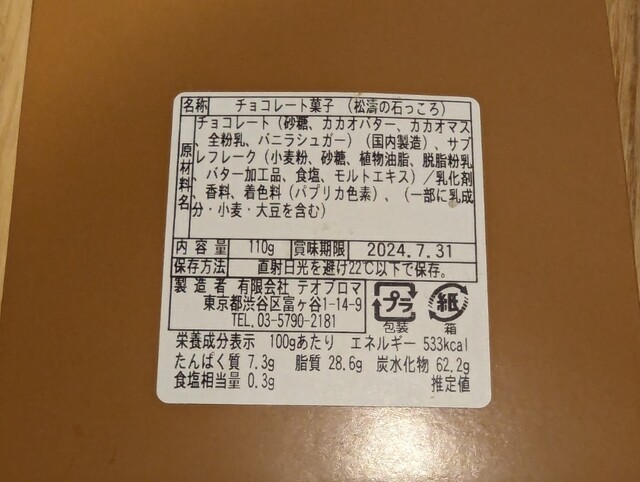 名称 チョコレート菓子 (松濤の石っころ)
原材料名 チョコレート(砂糖、カカオバター、カカオマス
、全粉乳、バニラシュガー)(国内製造)、サブ
レフレーク(小麦粉、砂糖、植物油脂、脱脂粉乳
、バター加工品、食塩、モルトエキス)/乳化剤
、香料、着色料(パプリカ色素)、(一部に乳成
分・小麦・大豆を含む)
内容量 110g 賞味期限 2024.7.31
保存方法 直射日光を避け22℃以下で保存。
製造者 有限会社 テオブロマ
東京都渋谷区富ヶ谷1-14-9
TEL.03-5790-2181
プラ 紙
包装 箱
栄養成分表示 100gあたり エネルギー 533kcal
たんぱく質 7.3g 脂質 28.6g 炭水化物 62.2g
食塩相当量 0.3g 推定値